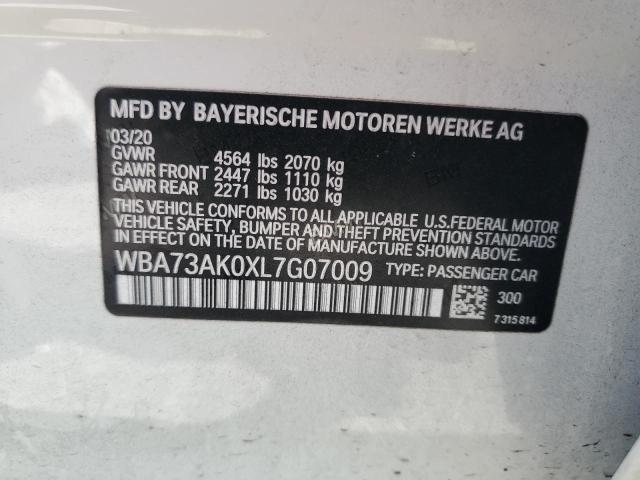 MFD BY BAYERISCHE MOTOREN WERKE AG
03/20
GVWR 4564 lbs 2070 kg
GAWR FRONT 2447 lbs 1110 kg
GAWR REAR 2271 lbs 1030 kg
THIS VEHICLE CONFORMS TO ALL APPLICABLE U.S.FEDERAL MOTOR
VEHICLE SAFETY, BUMPER AND THEFT PREVENTION STANDARDS
IN EFFECT ON THE DATE OF MANUFACTURE SHOWN ABOVE.
WBA73AK0XL7G07009 TYPE: PASSENGER CAR
300
7315814